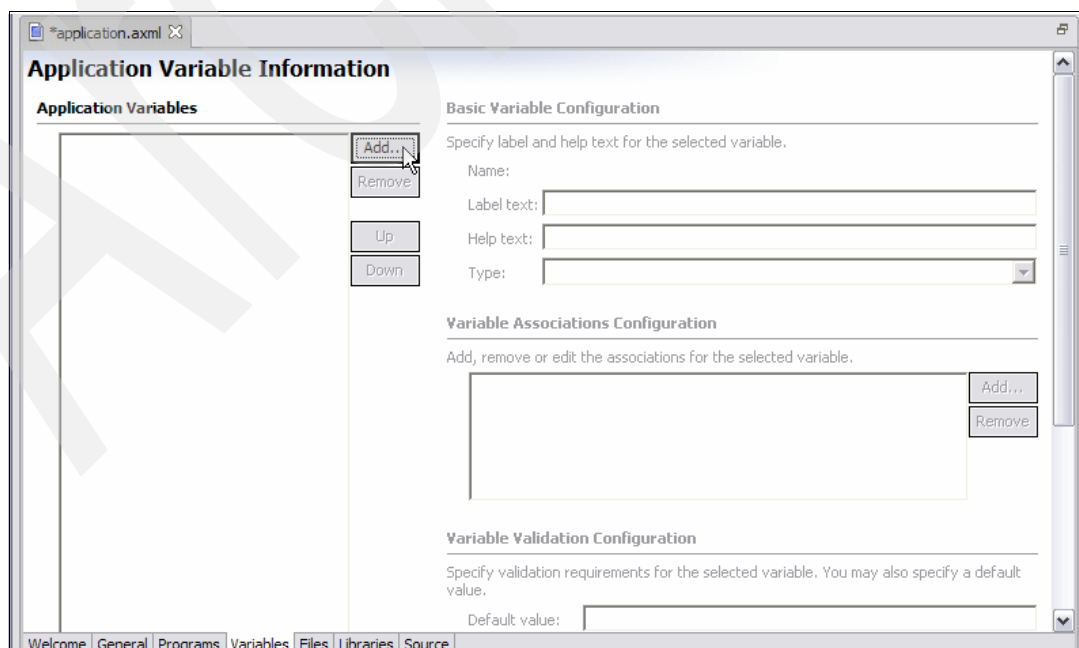 *application.axml
Application Variable Information
Application Variables
Add...
Remove
Up
Down
Basic Variable Configuration
Specify label and help text for the selected variable.
Name:
Label text:
Help text:
Type:
Variable Associations Configuration
Add, remove or edit the associations for the selected variable.
Add...
Remove
Variable Validation Configuration
Specify validation requirements for the selected variable. You may also specify a default
value.
Default value:
Welcome General Programs Variables Files Libraries Source